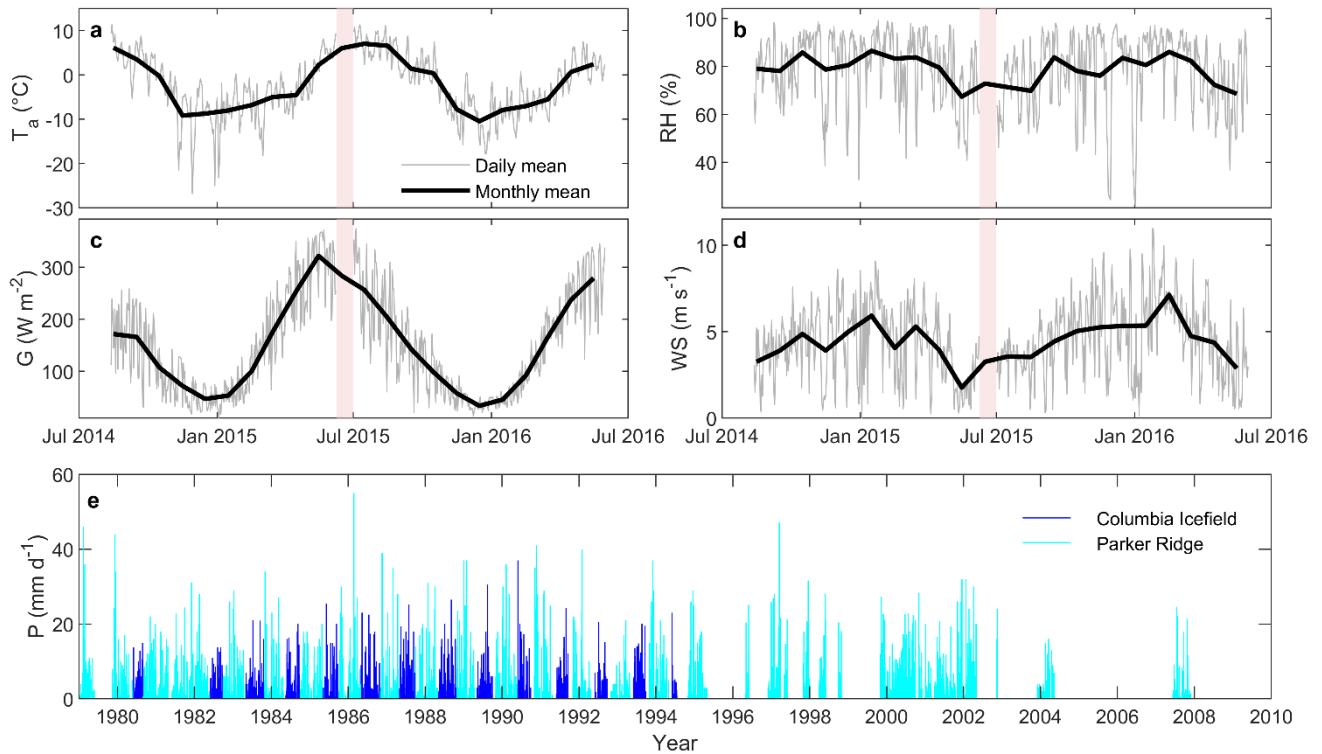 a
10
0
-10
-20
-30
T_a (°C)
Daily mean
Monthly mean
b
100
80
60
40
RH (%)
c
300
200
100
G (W m^-2)
Jul 2014 Jan 2015 Jul 2015 Jan 2016 Jul 2016
d
10
5
0
WS (m s^-1)
Jul 2014 Jan 2015 Jul 2015 Jan 2016 Jul 2016
e
60
40
20
0
P (mm d^-1)
Columbia Icefield
Parker Ridge
1980 1982 1984 1986 1988 1990 1992 1994 1996 1998 2000 2002 2004 2006 2008 2010
Year